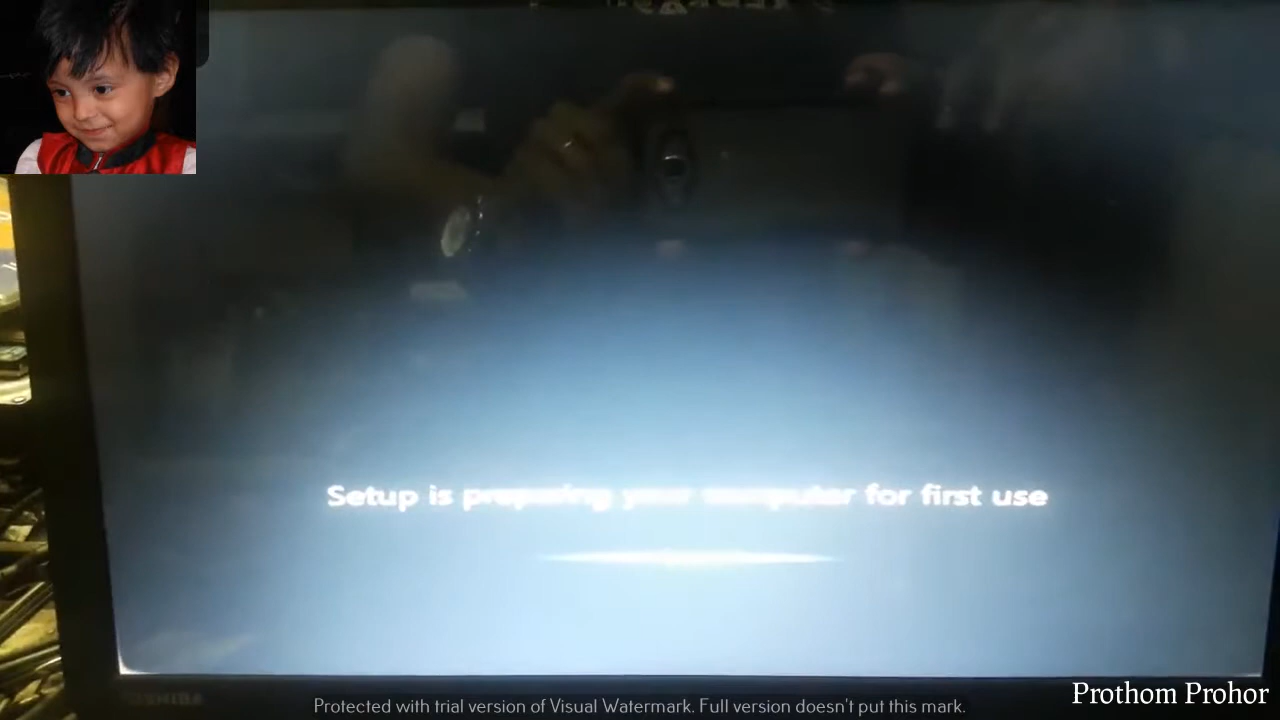 Setup is preparing your computer for first use
TOSHIBA
Prothom Prohor
Protected with trial version of Visual Watermark. Full version doesn't put this mark.